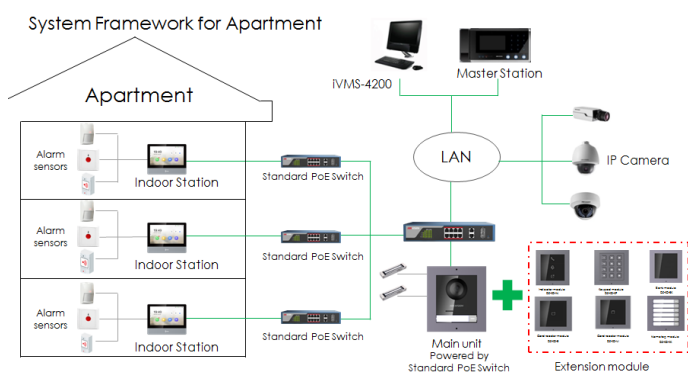 System Framework for Apartment
iVMS-4200
Master Station
Apartment
LAN
IP Camera
Alarm
sensors
Indoor Station
Standard PoE Switch
Alarm
sensors
Indoor Station
Standard PoE Switch
Alarm
sensors
Indoor Station
Standard PoE Switch
Main unit
Powered by
Standard PoE Switch
Extension module